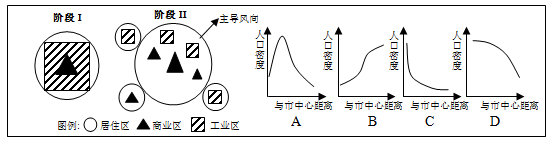 阶段 I
阶段 II
主导风向
图例: 居住区 商业区 工业区
人口密度
与市中心距离
A
人口密度
与市中心距离
B
人口密度
与市中心距离
C
人口密度
与市中心距离
D